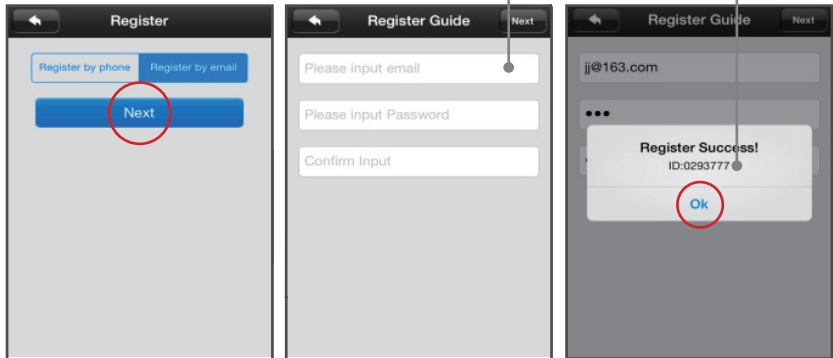 Register
Register by phone Register by email
Next
Register Guide Next
Please input email
Please input Password
Confirm Input
Register Guide Next
jj@163.com
•••
Register Success!
ID:0293777
Ok